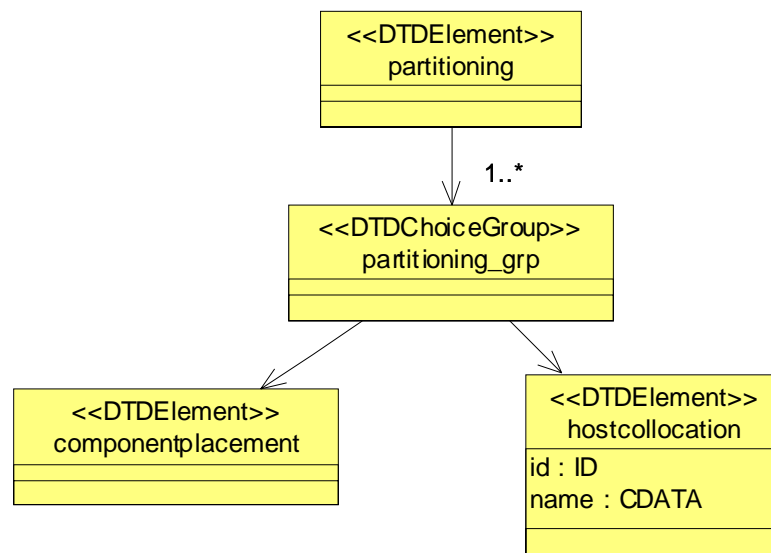 <<DTDElement>>
partitioning
1..*
<<DTDChoiceGroup>>
partitioning_grp
<<DTDElement>>
componentplacement
<<DTDElement>>
hostcollocation
id : ID
name : CDATA